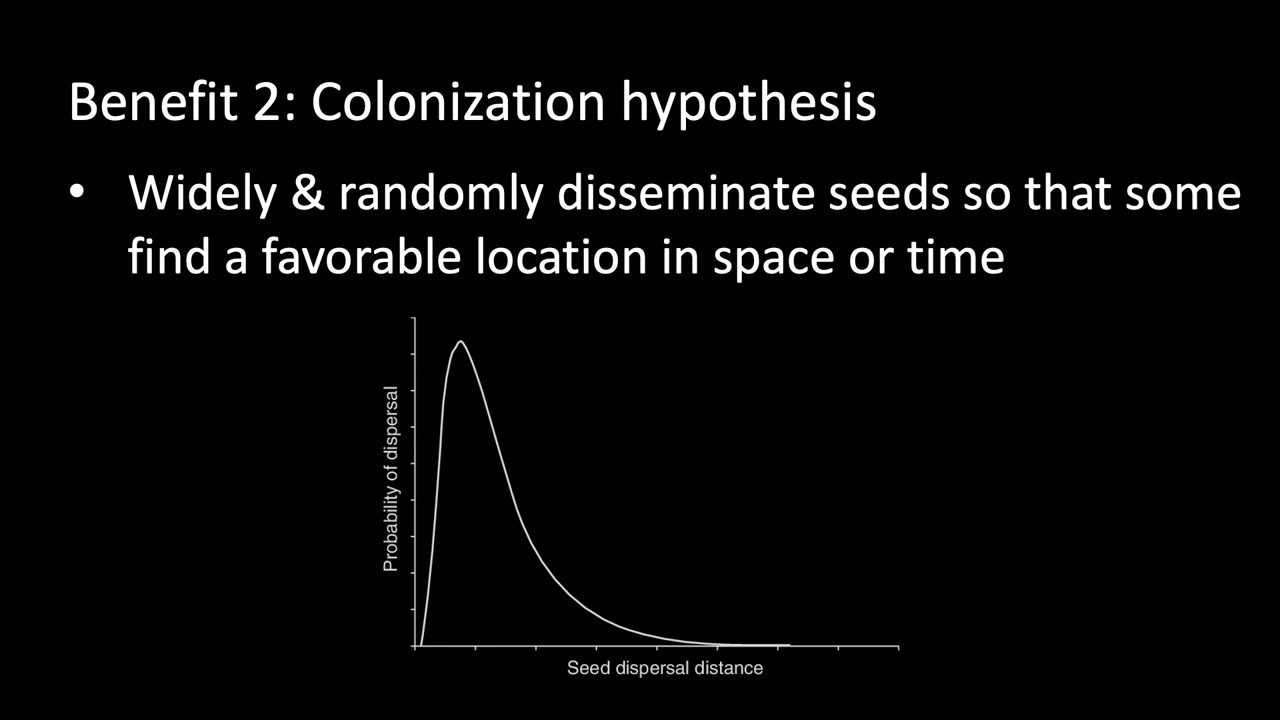 Benefit 2: Colonization hypothesis
• Widely & randomly disseminate seeds so that some
find a favorable location in space or time
Probability of dispersal
Seed dispersal distance